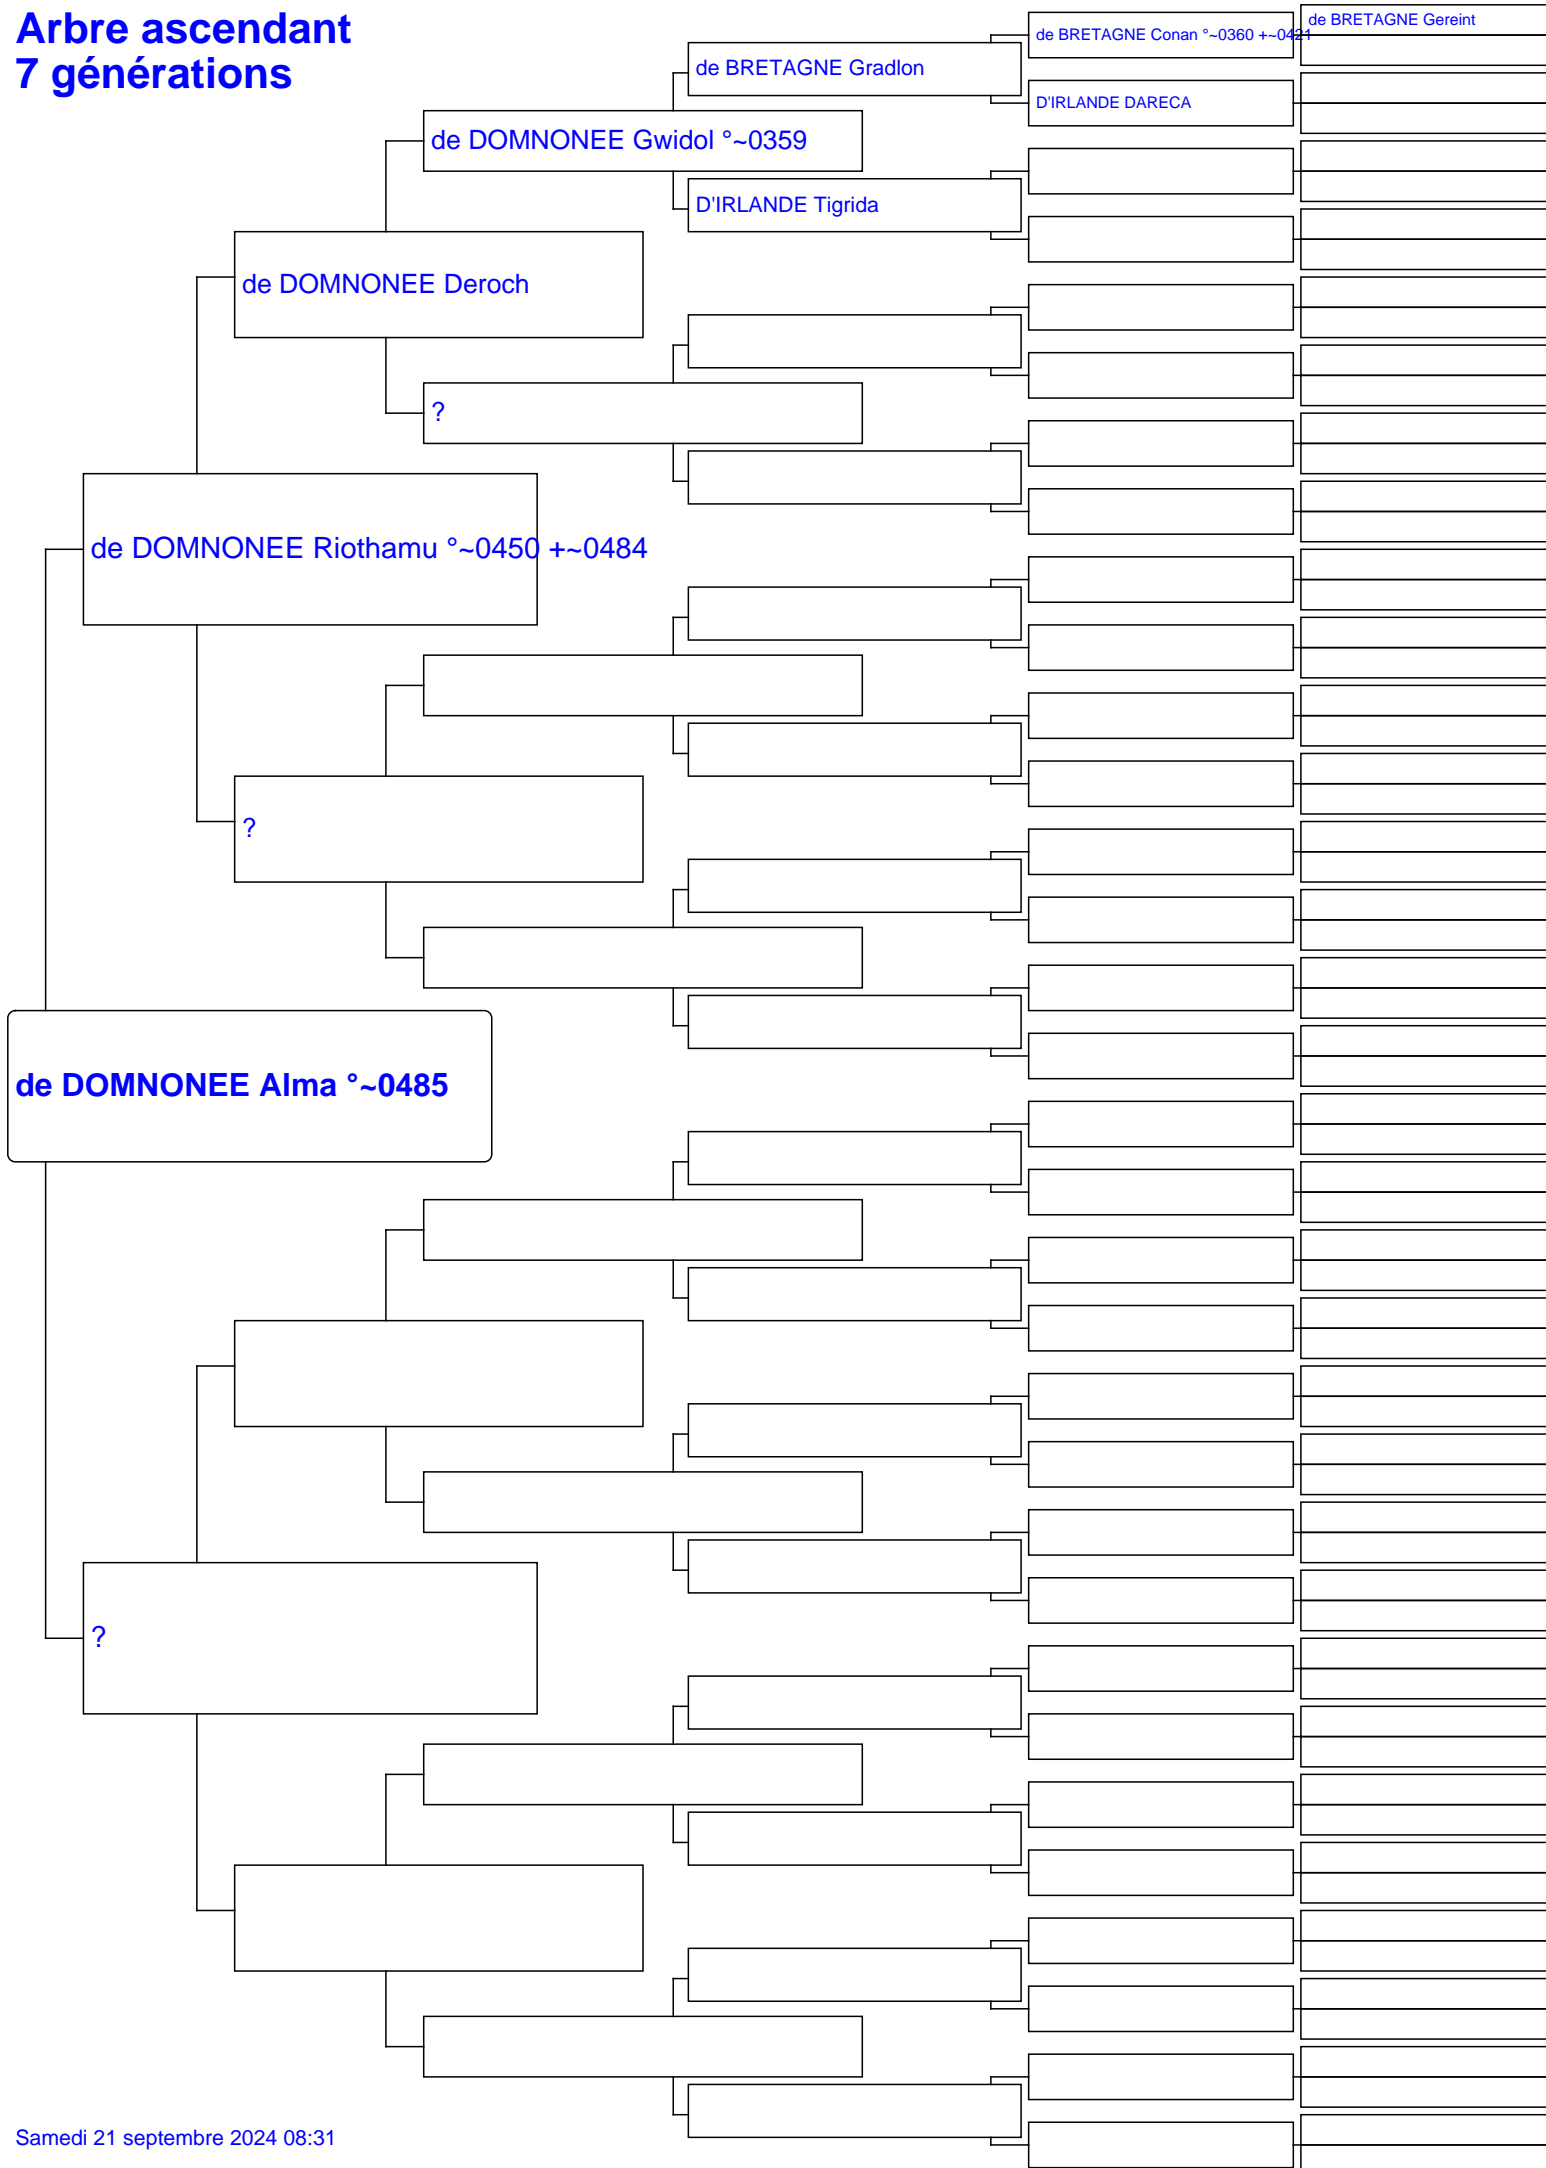 Arbre ascendant
7 générations
de BRETAGNE Gereint
de BRETAGNE Conan °~0360 +~0421
de BRETAGNE Gradlon
D'IRLANDE DARECA
de DOMNONEE Gwidol °~0359
D'IRLANDE Tigrida
de DOMNONEE Deroch
?
de DOMNONEE Riothamu °~0450 +~0484
?
de DOMNONEE Alma °~0485
?
Samedi 21 septembre 2024 08:31